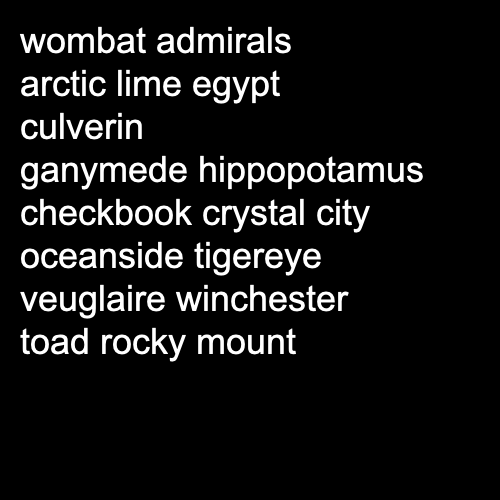 wombat admirals
arctic lime egypt
culverin
ganymede hippopotamus
checkbook crystal city
oceanside tigereye
veuglaire winchester
toad rocky mount